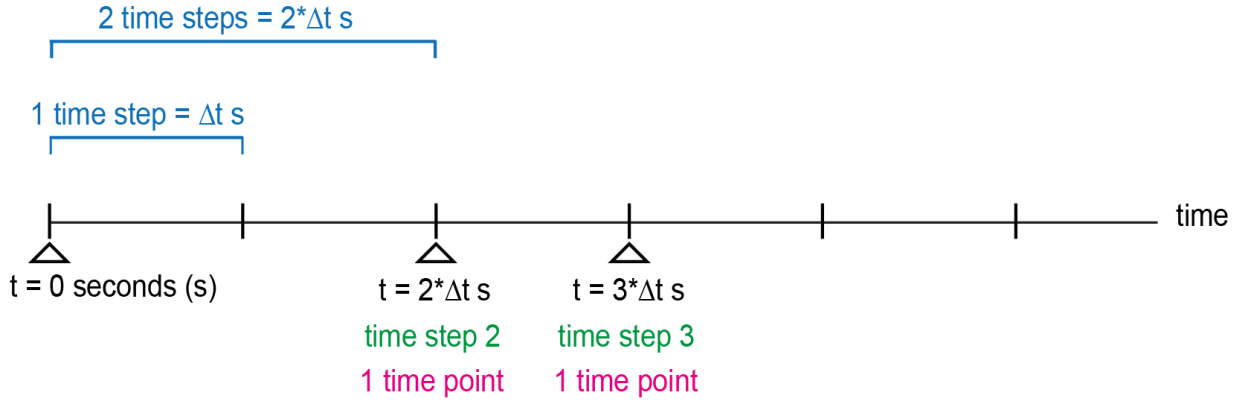 2 time steps = 2*Δt s
1 time step = Δt s
time
t = 0 seconds (s)
t = 2*Δt s
t = 3*Δt s
time step 2
time step 3
1 time point
1 time point